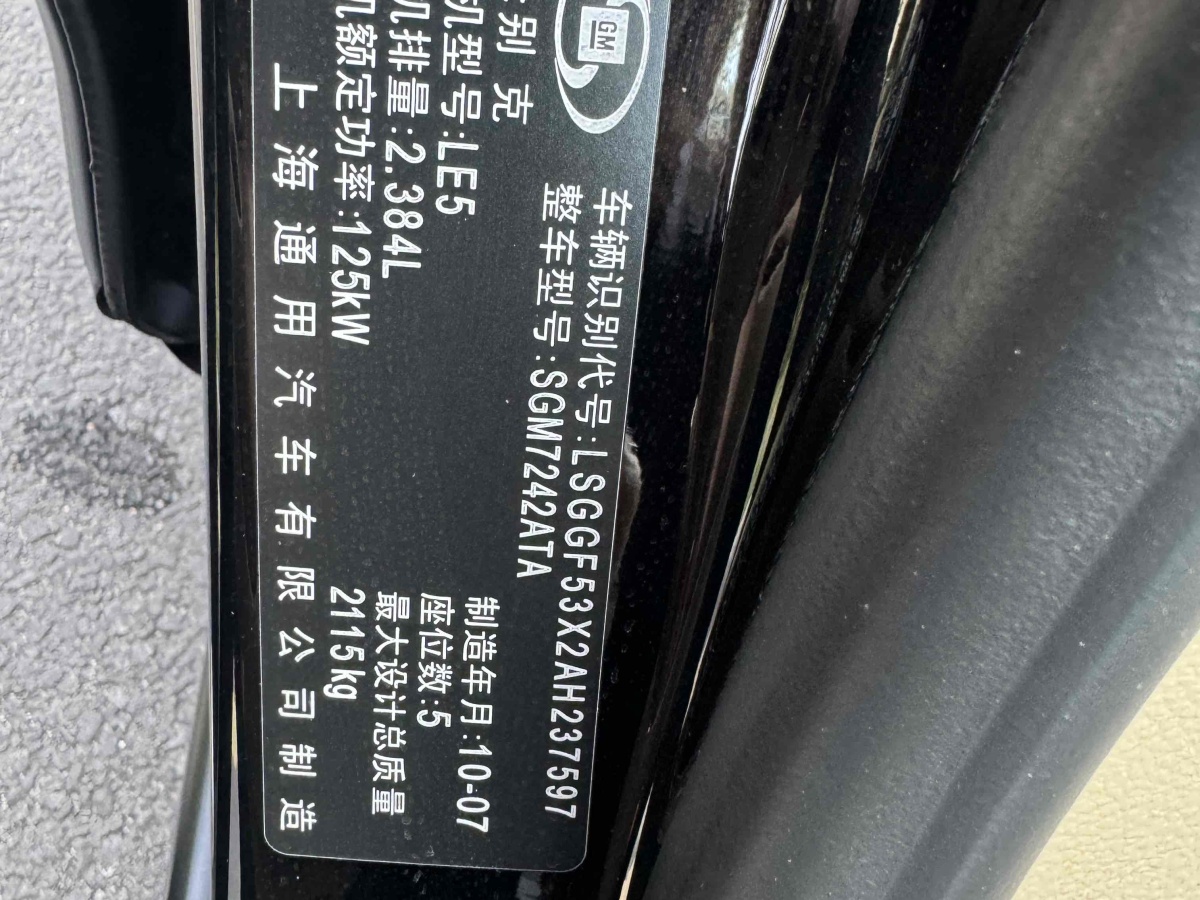 GM
别克
车辆识别代号:LSGGF53X2AH237597
整车型号:SGM7242ATA
机型号:LE5
制造年月:10-07
机排量:2.384L
座位数:5
机额定功率:125kW
最大设计总质量
2115kg
上海通用汽车有限公司制造